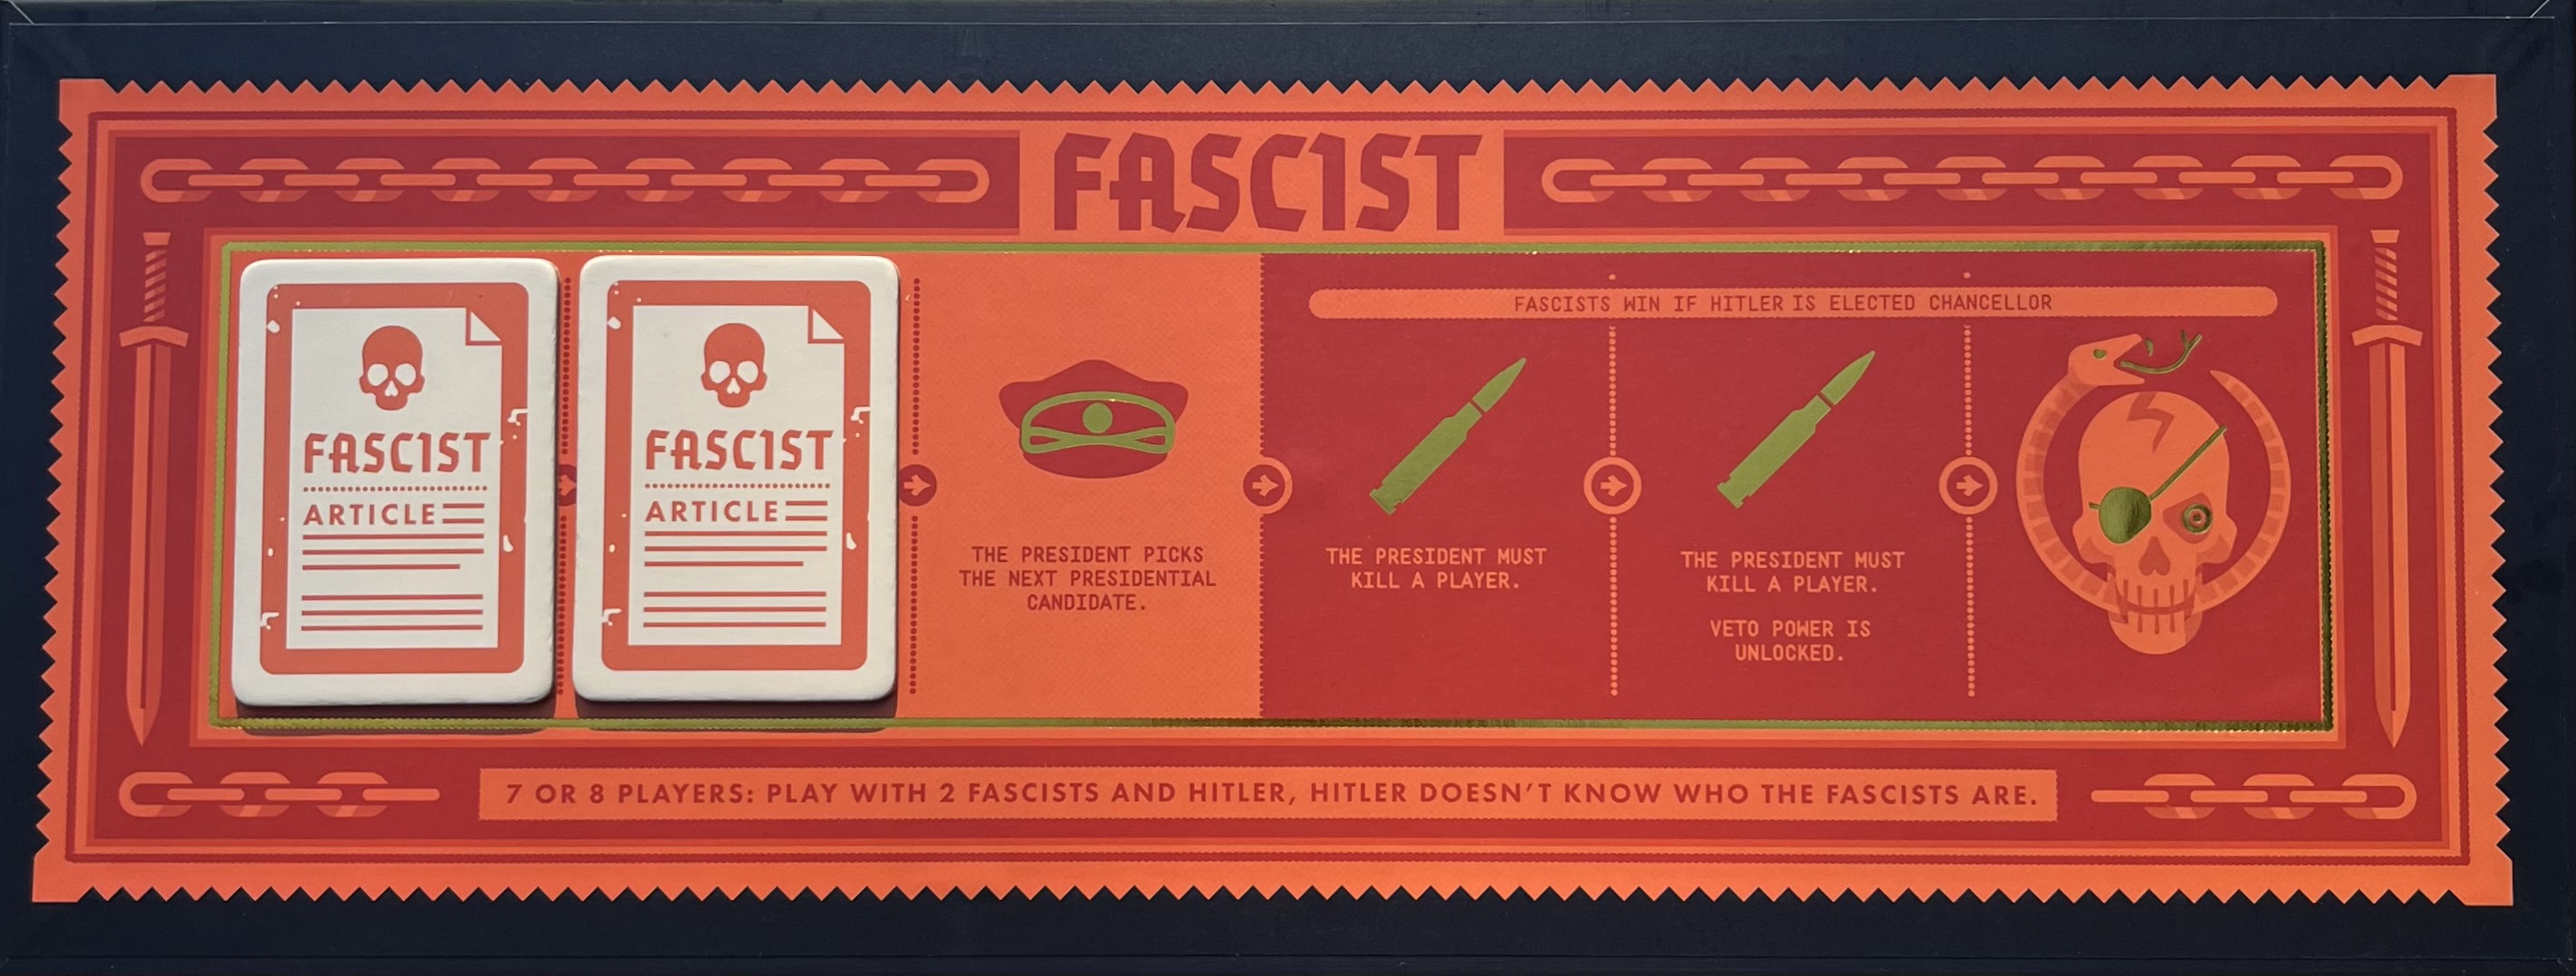 FASCIST
FASCISTS WIN IF HITLER IS ELECTED CHANCELLOR
FASCIST
ARTICLE
FASCIST
ARTICLE
THE PRESIDENT PICKS
THE NEXT PRESIDENTIAL
CANDIDATE.
THE PRESIDENT MUST
KILL A PLAYER.
THE PRESIDENT MUST
KILL A PLAYER.
VETO POWER IS
UNLOCKED.
7 OR 8 PLAYERS: PLAY WITH 2 FASCISTS AND HITLER, HITLER DOESN'T KNOW WHO THE FASCISTS ARE.